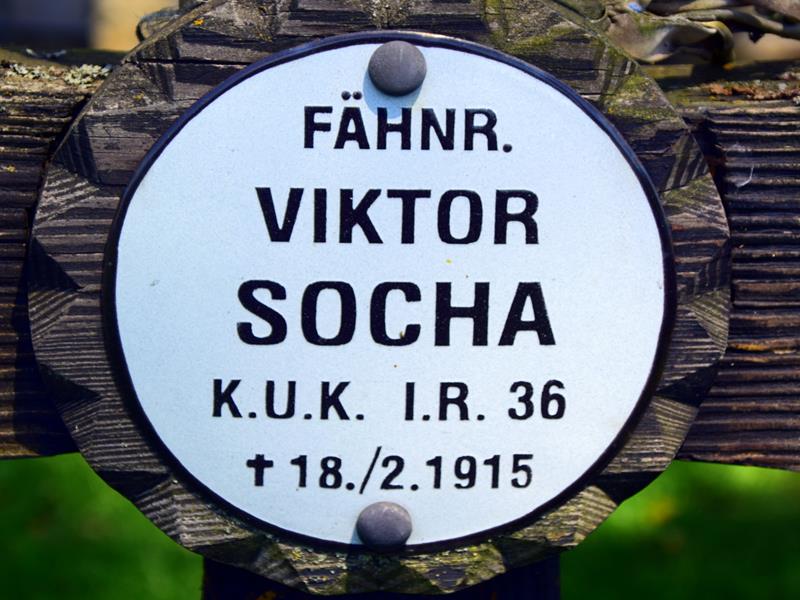 FÄHNR.
VIKTOR
SOCHA
K.U.K. I.R. 36
✝ 18./2.1915